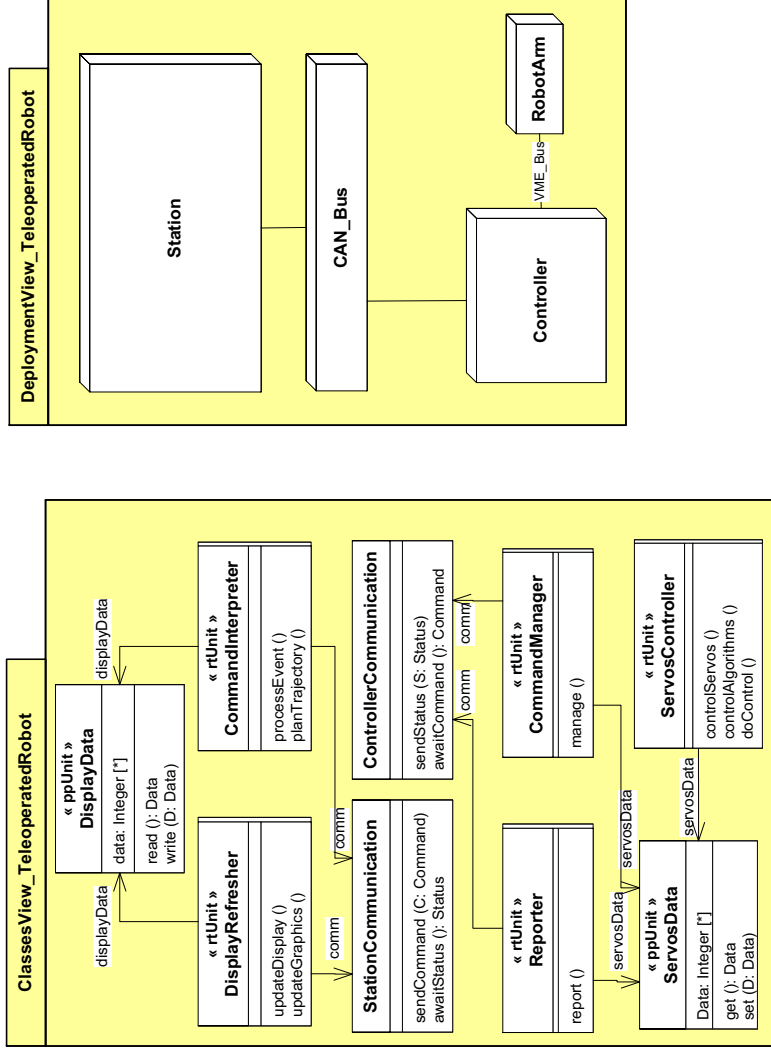 ClassesView_TeleoperatedRobot
« ppUnit »
DisplayData
data: Integer [*]
read (): Data
write (D: Data)
displayData
displayData
« rtUnit »
DisplayRefresher
updateDisplay ()
updateGraphics ()
« rtUnit »
CommandInterpreter
processEvent ()
planTrajectory ()
comm
comm
StationCommunication
sendCommand (C: Command)
awaitStatus (): Status
ControllerCommunication
sendStatus (S: Status)
awaitCommand (): Command
comm
comm
« rtUnit »
Reporter
report ()
« rtUnit »
CommandManager
manage ()
servosData
servosData
servosData
« ppUnit »
ServosData
Data: Integer [*]
get (): Data
set (D: Data)
« rtUnit »
ServosController
controlServos ()
controlAlgorithms ()
doControl ()
DeploymentView_TeleoperatedRobot
Station
CAN_Bus
Controller
VME_Bus
RobotArm